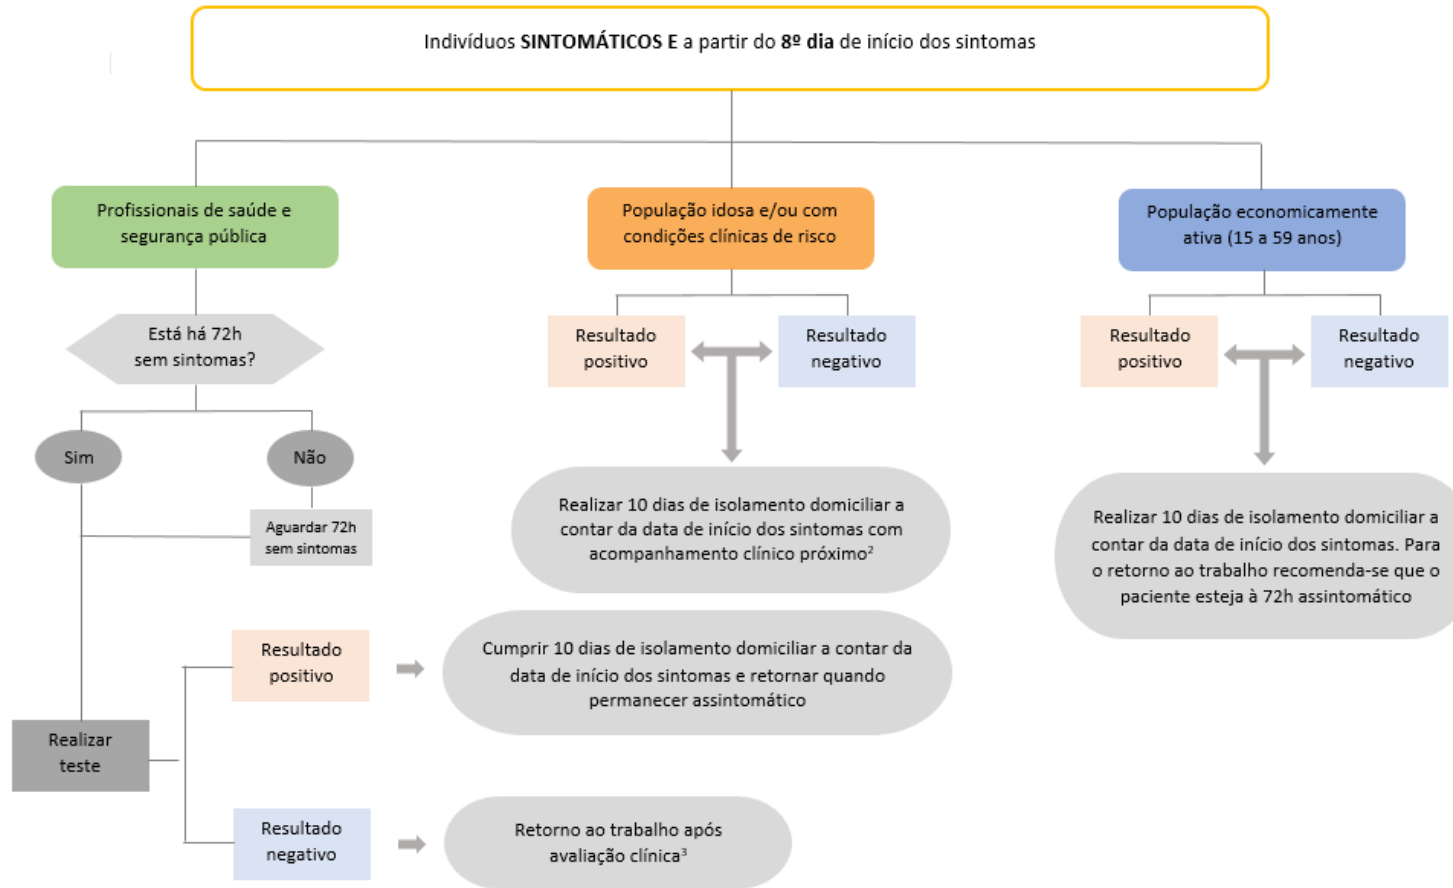 Indivíduos SINTOMÁTICOS E a partir do 8º dia de início dos sintomas
Profissionais de saúde e
segurança pública
População idosa e/ou com
condições clínicas de risco
População economicamente
ativa (15 a 59 anos)
Está há 72h
sem sintomas?
Resultado
positivo
Resultado
negativo
Resultado
positivo
Resultado
negativo
Sim
Não
Aguardar 72h
sem sintomas
Realizar 10 dias de isolamento domiciliar a
contar da data de início dos sintomas com
acompanhamento clínico próximo²
Realizar 10 dias de isolamento domiciliar a
contar da data de início dos sintomas. Para
o retorno ao trabalho recomenda-se que o
paciente esteja à 72h assintomático
Realizar
teste
Resultado
positivo
Cumprir 10 dias de isolamento domiciliar a contar da
data de início dos sintomas e retornar quando
permanecer assintomático
Resultado
negativo
Retorno ao trabalho após
avaliação clínica³